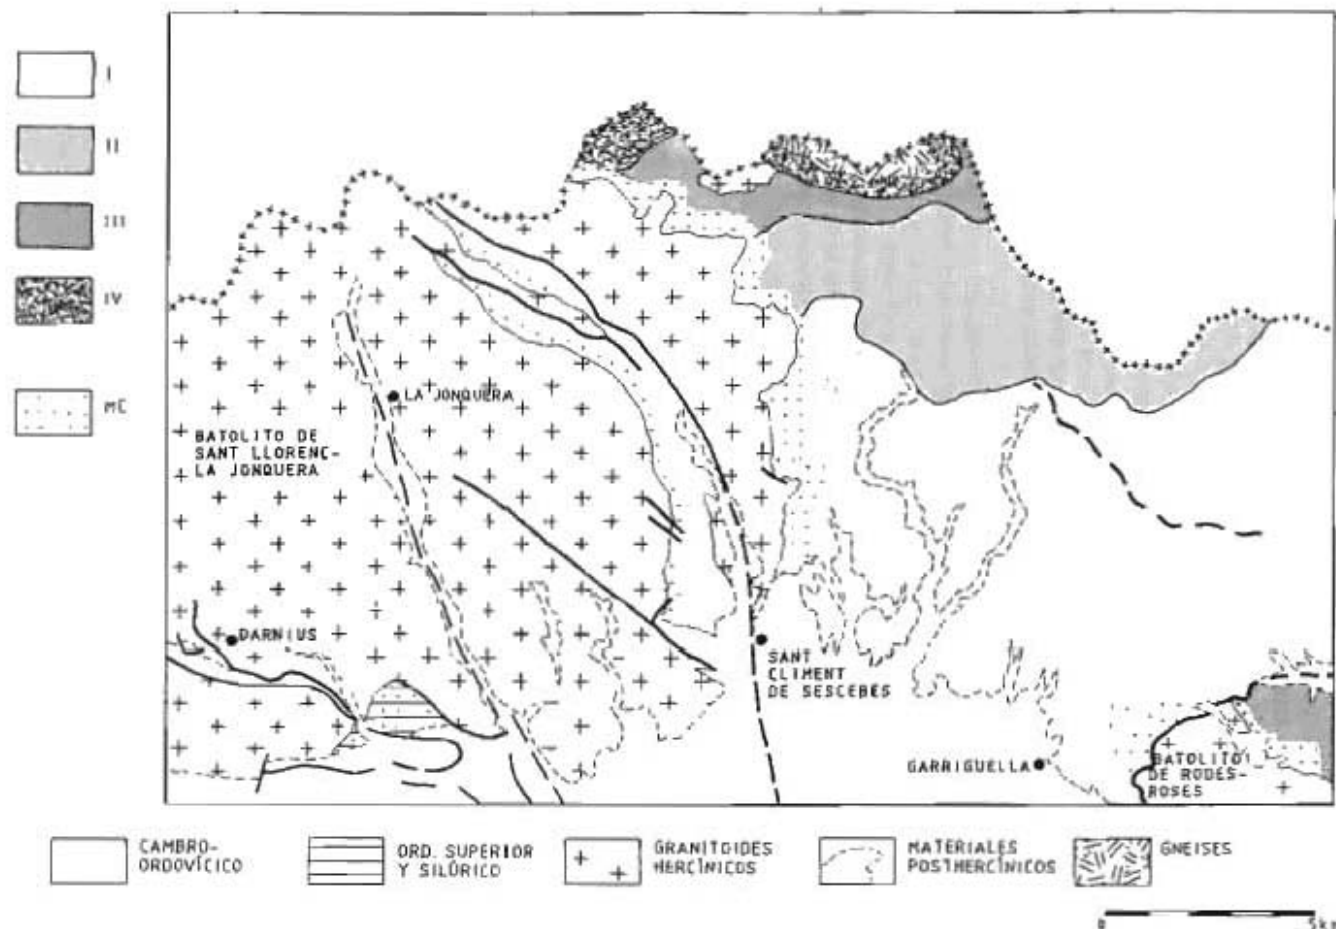 I
II
III
IV
MC
LA JONQUERA
BATOLITO DE
SANT LLORENC-
LA JONQUERA
DARNIUS
SANT
CLIMENT
DE SESCEBES
GARRIGUELLA
BATOLITO
DE RODES-
ROSES
CAMBRO-
ORDOVÍCICO
ORD. SUPERIOR
Y SILÚRICO
GRANITOIDES
HERCÍNICOS
MATERIALES
POSTHERCÍNICOS
GNEISES
0 5km